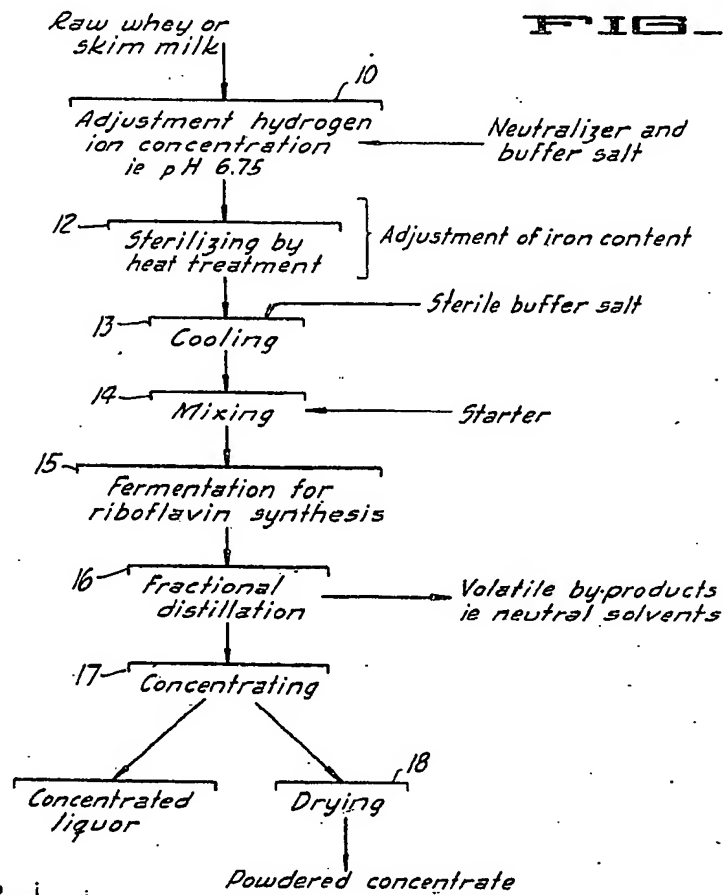 FIG_
Raw whey or
skim milk
10
Adjustment hydrogen
ion concentration
ie pH 6.75
Neutralizer and
buffer salt
12
Sterilizing by
heat treatment
Adjustment of iron content
Sterile buffer salt
13
Cooling
14
Mixing
Starter
15
Fermentation for
riboflavin synthesis
16
Fractional
distillation
Volatile by-products
ie neutral solvents
17
Concentrating
18
Concentrated
liquor
Drying
Powdered concentrate